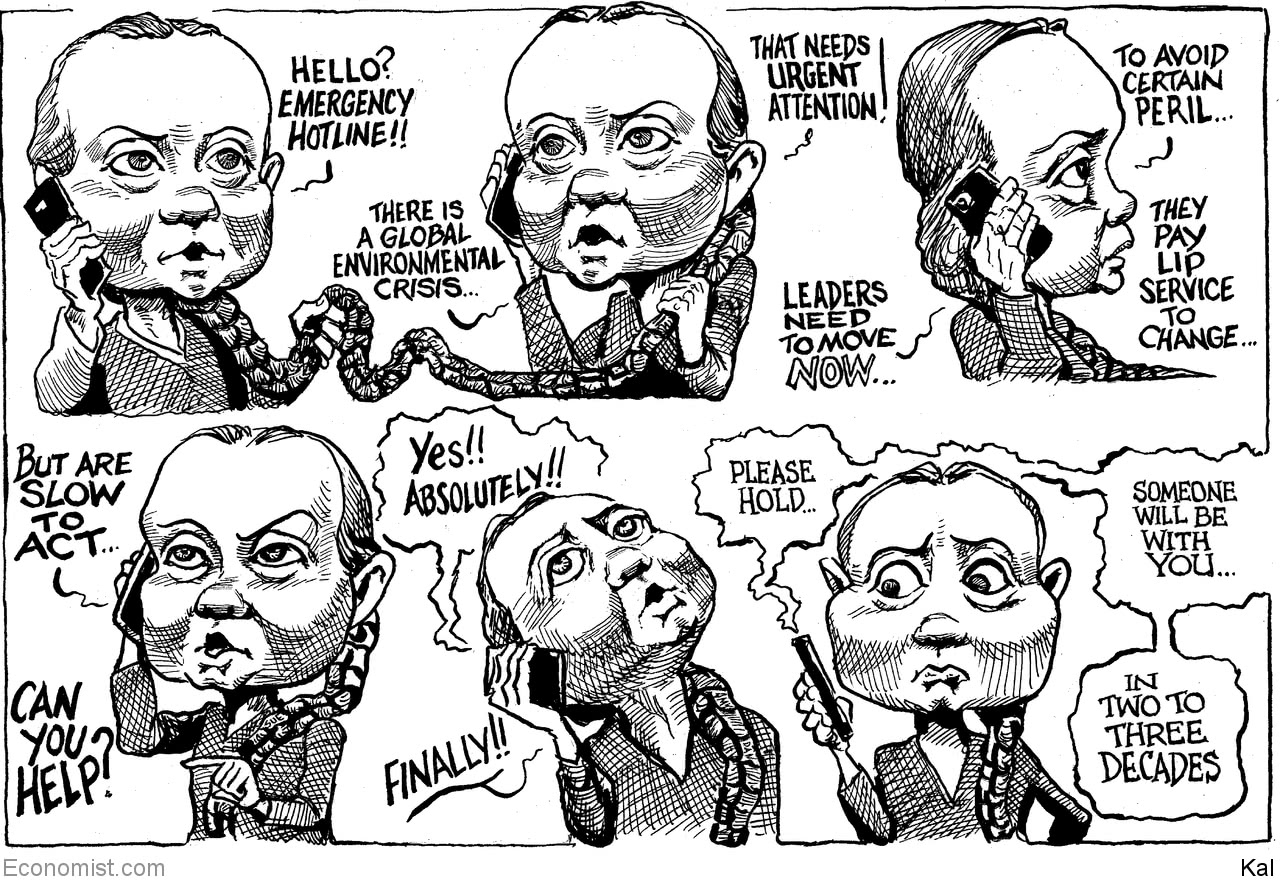 HELLO?
EMERGENCY
HOTLINE!!
THERE IS
A GLOBAL
ENVIRONMENTAL
CRISIS...
THAT NEEDS
URGENT
ATTENTION!
LEADERS
NEED
TO MOVE
NOW...
TO AVOID
CERTAIN
PERIL...
THEY
PAY
LIP
SERVICE
TO
CHANGE...
BUT ARE
SLOW
TO
ACT...
CAN
YOU
HELP?
Yes!!
ABSOLUTELY!!
FINALLY!!
PLEASE
HOLD...
SOMEONE
WILL BE
WITH
YOU...
IN
TWO TO
THREE
DECADES
Economist.com
Kal